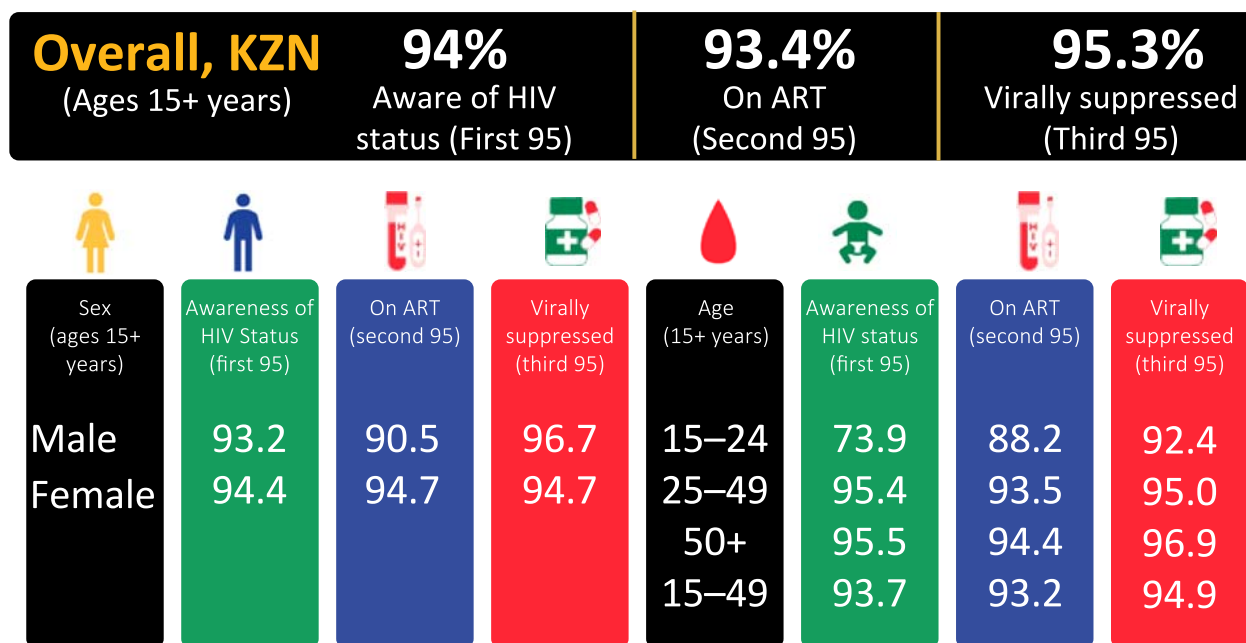 Overall, KZN
(Ages 15+ years)
94%
Aware of HIV
status (First 95)
93.4%
On ART
(Second 95)
95.3%
Virally suppressed
(Third 95)
HIV
Sex
(ages 15+
years)
Male
Female
Awareness of
HIV Status
(first 95)
93.2
94.4
On ART
(second 95)
90.5
94.7
Virally
suppressed
(third 95)
96.7
94.7
HIV
Age
(15+ years)
15–24
25–49
50+
15–49
Awareness of
HIV status
(first 95)
73.9
95.4
95.5
93.7
On ART
(second 95)
88.2
93.5
94.4
93.2
Virally
suppressed
(third 95)
92.4
95.0
96.9
94.9